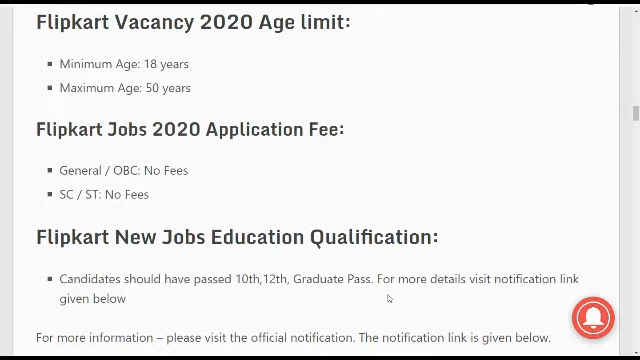 Flipkart Vacancy 2020 Age limit:
Minimum Age: 18 years
Maximum Age: 50 years
Flipkart Jobs 2020 Application Fee:
General / OBC: No Fees
SC / ST: No Fees
Flipkart New Jobs Education Qualification:
Candidates should have passed 10th,12th, Graduate Pass. For more details visit notification link
given below
For more information – please visit the official notification. The notification link is given below.